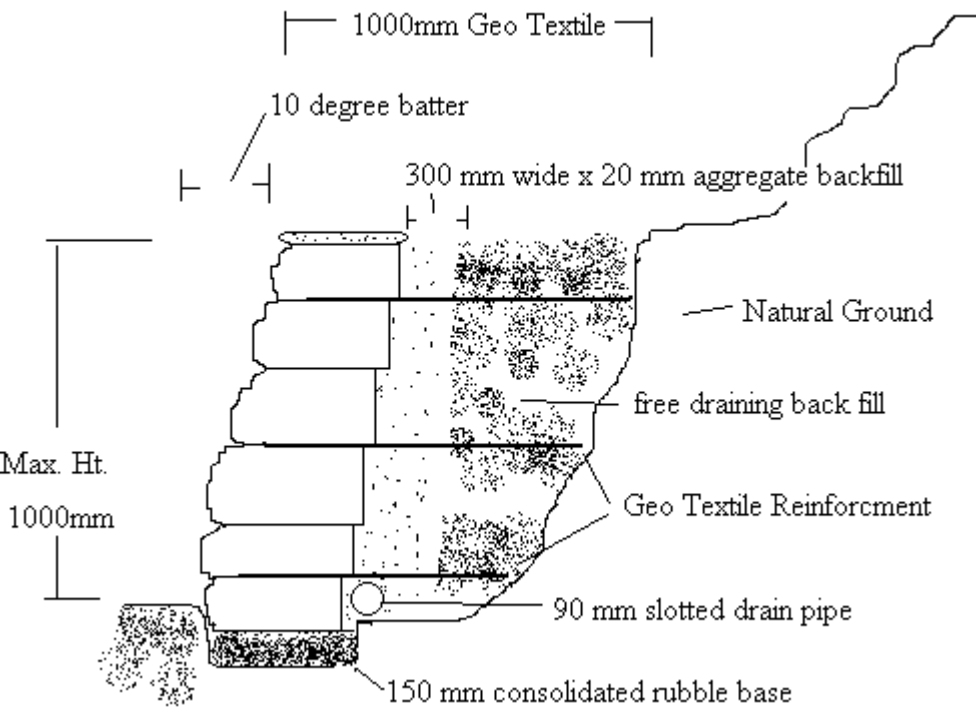 1000mm Geo Textile
10 degree batter
300 mm wide x 20 mm aggregate backfill
Natural Ground
free draining back fill
Max. Ht.
1000mm
Geo Textile Reinforcment
90 mm slotted drain pipe
150 mm consolidated rubble base